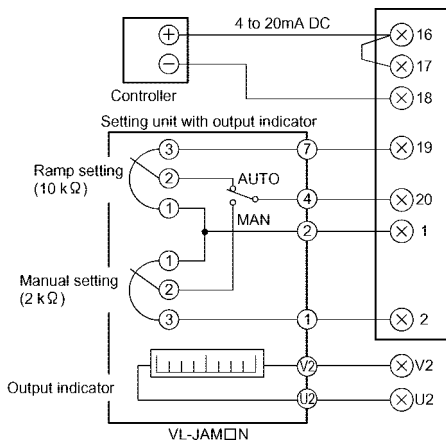 4 to 20mA DC
+
−
Controller
16
17
18
Setting unit with output indicator
3
7
19
Ramp setting
(10 kΩ)
2
AUTO
4
20
1
MAN
2
1
1
Manual setting
(2 kΩ)
2
3
1
2
V2
V2
Output indicator
U2
U2
VL-JAM□N